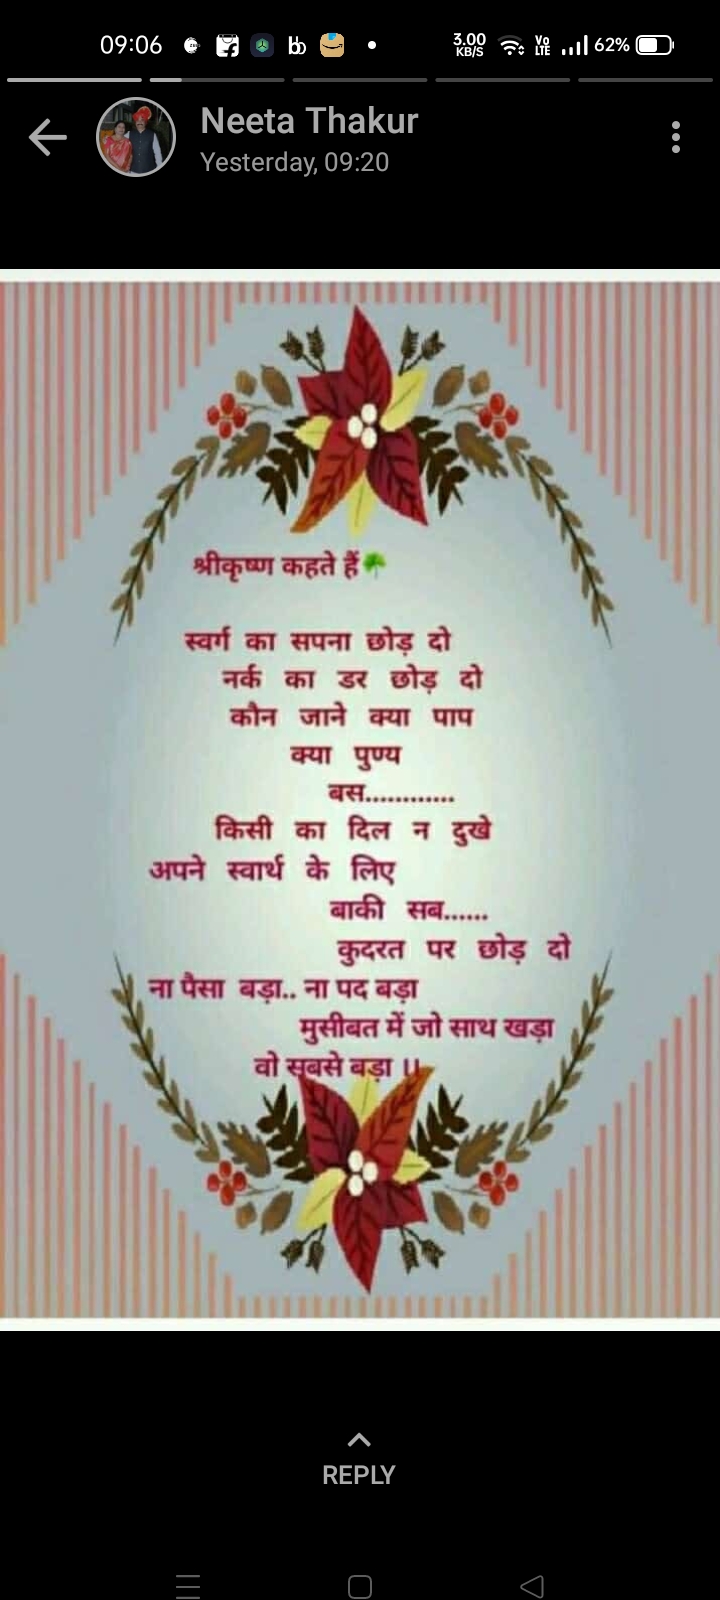 09:06
3.00 KB/S
Vo LTE
62%
Neeta Thakur
Yesterday, 09:20
श्रीकृष्ण कहते हैं
स्वर्ग का सपना छोड़ दो
नर्क का डर छोड़ दो
कौन जाने क्या पाप
क्या पुण्य
बस............
किसी का दिल न दुखे
अपने स्वार्थ के लिए
बाकी सब......
कुदरत पर छोड़ दो
ना पैसा बड़ा.. ना पद बड़ा
मुसीबत में जो साथ खड़ा
वो सबसे बड़ा ।।
REPLY